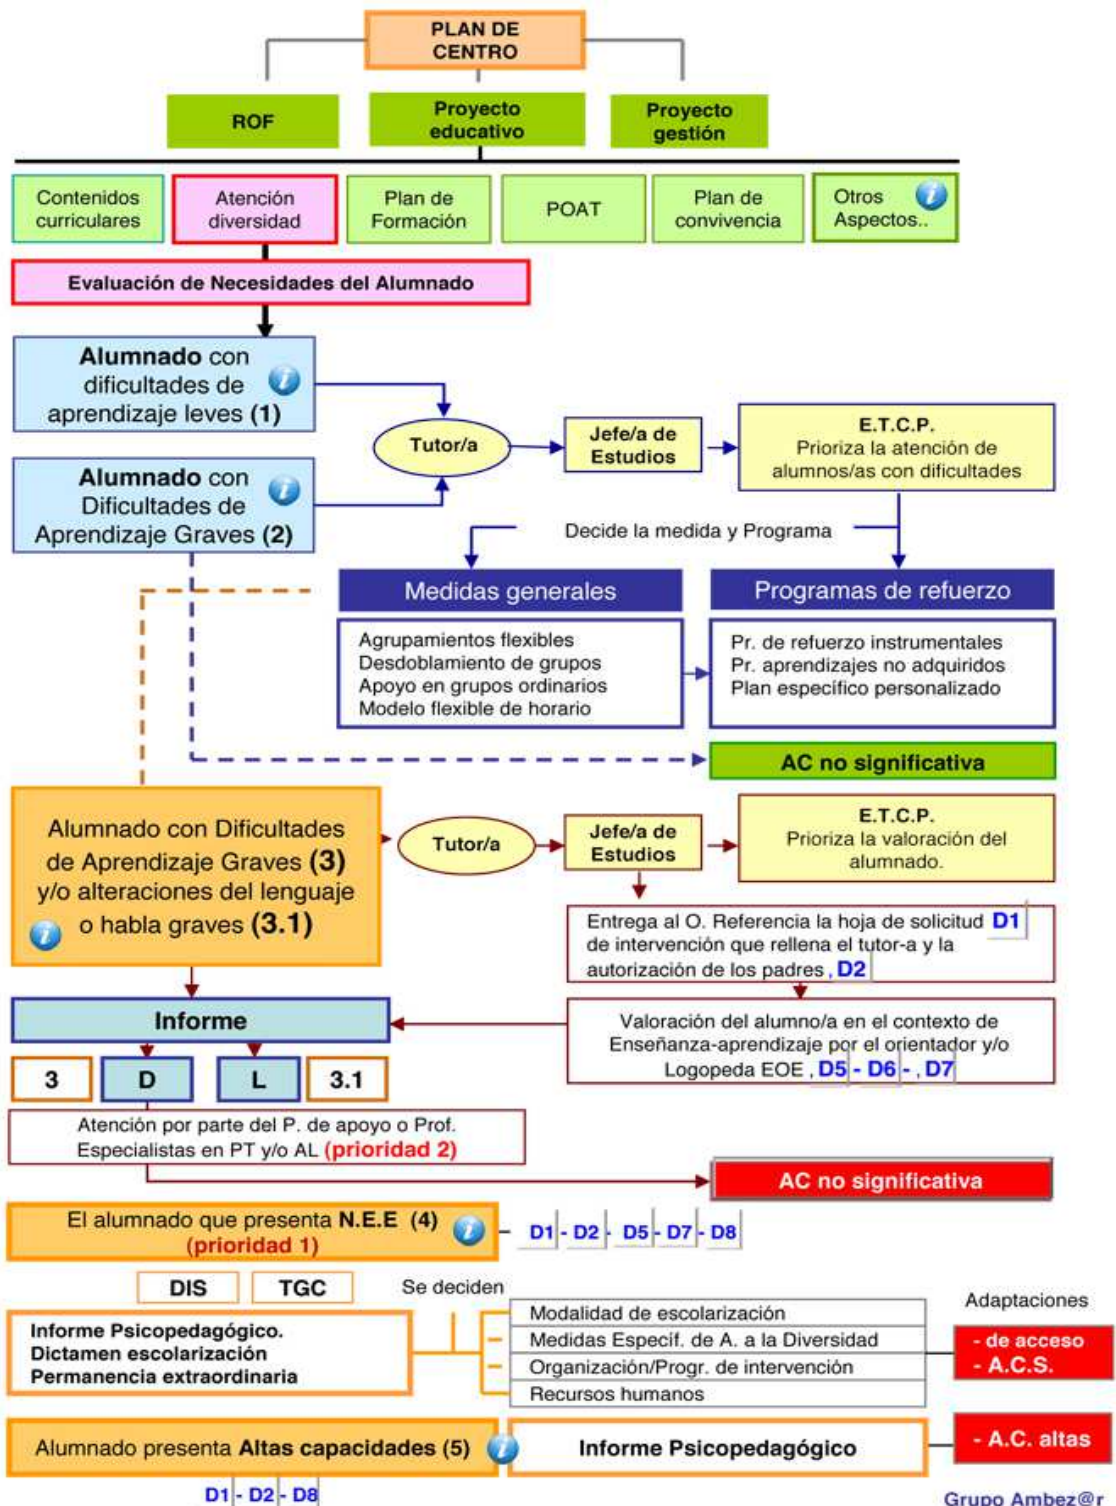 PLAN DE
CENTRO
ROF
Proyecto
educativo
Proyecto
gestión
Contenidos
curriculares
Atención
diversidad
Plan de
Formación
POAT
Plan de
convivencia
Otros
Aspectos..
Evaluación de Necesidades del Alumnado
Alumnado con
dificultades de
aprendizaje leves (1)
Tutor/a
Jefe/a de
Estudios
E.T.C.P.
Prioriza la atención de
alumnos/as con dificultades
Alumnado con
Dificultades de
Aprendizaje Graves (2)
Decide la medida y Programa
Medidas generales
Programas de refuerzo
Agrupamientos flexibles
Desdoblamiento de grupos
Apoyo en grupos ordinarios
Modelo flexible de horario
Pr. de refuerzo instrumentales
Pr. aprendizajes no adquiridos
Plan específico personalizado
AC no significativa
Alumnado con Dificultades
de Aprendizaje Graves (3)
y/o alteraciones del lenguaje
o habla graves (3.1)
Tutor/a
Jefe/a de
Estudios
E.T.C.P.
Prioriza la valoración del
alumnado.
Entrega al O. Referencia la hoja de solicitud D1
de intervención que rellena el tutor-a y la
autorización de los padres , D2
Informe
Valoración del alumno/a en el contexto de
Enseñanza-aprendizaje por el orientador y/o
Logopeda EOE , D5 - D6 - , D7
3 D L 3.1
Atención por parte del P. de apoyo o Prof.
Especialistas en PT y/o AL (prioridad 2)
AC no significativa
El alumnado que presenta N.E.E (4)
(prioridad 1)
D1 - D2 - D5 - D7 - D8
DIS TGC
Se deciden
Informe Psicopedagógico.
Dictamen escolarización
Permanencia extraordinaria
Modalidad de escolarización
Medidas Especif. de A. a la Diversidad
Organización/Progr. de intervención
Recursos humanos
Adaptaciones
- de acceso
- A.C.S.
Alumnado presenta Altas capacidades (5)
Informe Psicopedagógico
- A.C. altas
D1 - D2 - D8
Grupo Ambez@r